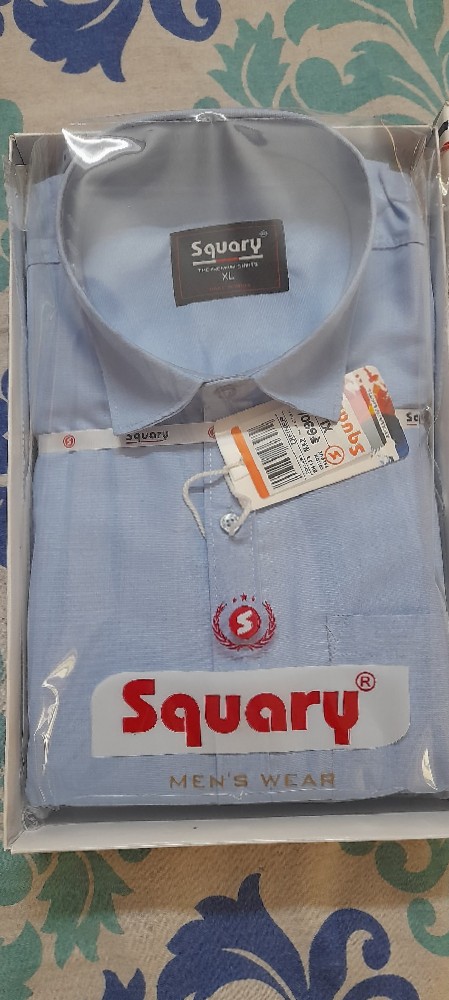 Squary®
THE PREMIUM SHIRTS
XL
Squary
S
Squary®
MEN'S WEAR